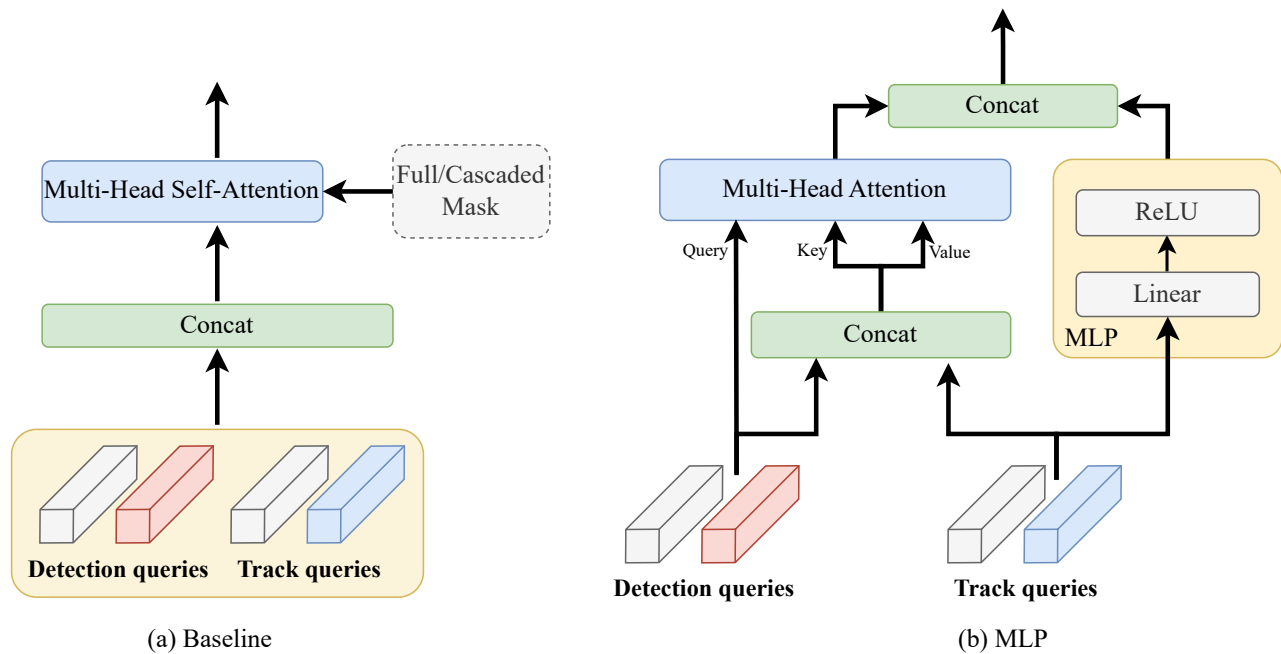 Multi-Head Self-Attention
Full/Cascaded
Mask
Concat
Detection queries
Track queries
(a) Baseline
Concat
Multi-Head Attention
ReLU
Query
Key
Value
Linear
Concat
MLP
Detection queries
Track queries
(b) MLP